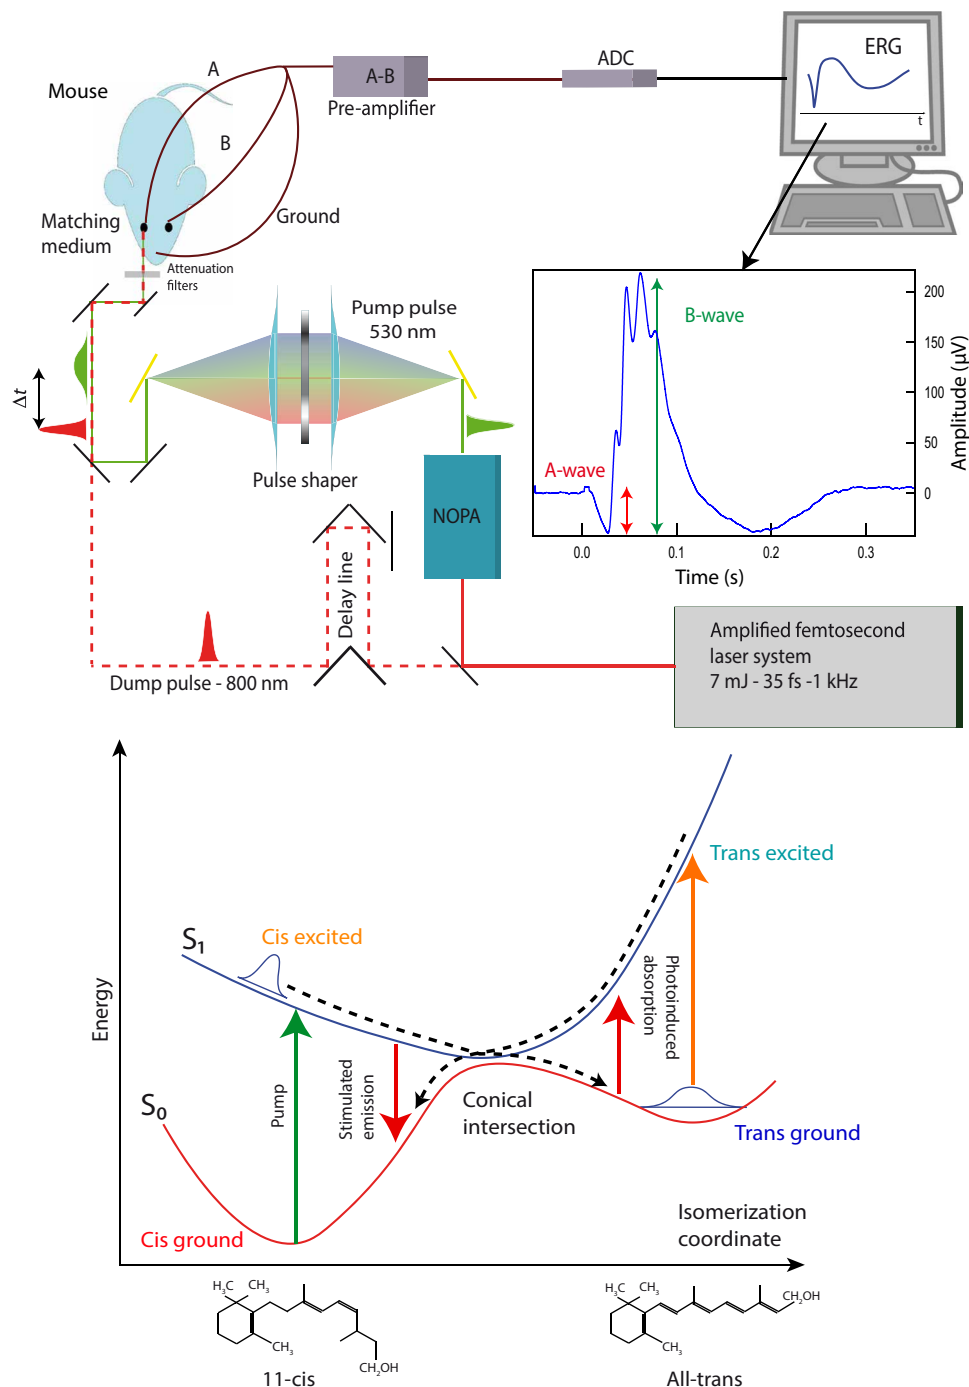 ERG
t
A
A-B
ADC
Pre-amplifier
Mouse
B
Ground
Matching
medium
Attenuation
filters
Pump pulse
530 nm
Δt
Pulse shaper
NOPA
Delay line
Dump pulse - 800 nm
B-wave
A-wave
200
150
100
50
0
Amplitude (µV)
0.0
0.1
0.2
0.3
Time (s)
Amplified femtosecond
laser system
7 mJ - 35 fs -1 kHz
Energy
S₁
Cis excited
Trans excited
Photoinduced
absorption
Pump
Stimulated
emission
Conical
intersection
S₀
Trans ground
Cis ground
Isomerization
coordinate
H₃C
CH₃
CH₃
CH₂OH
11-cis
H₃C
CH₃
CH₃
CH₂OH
All-trans